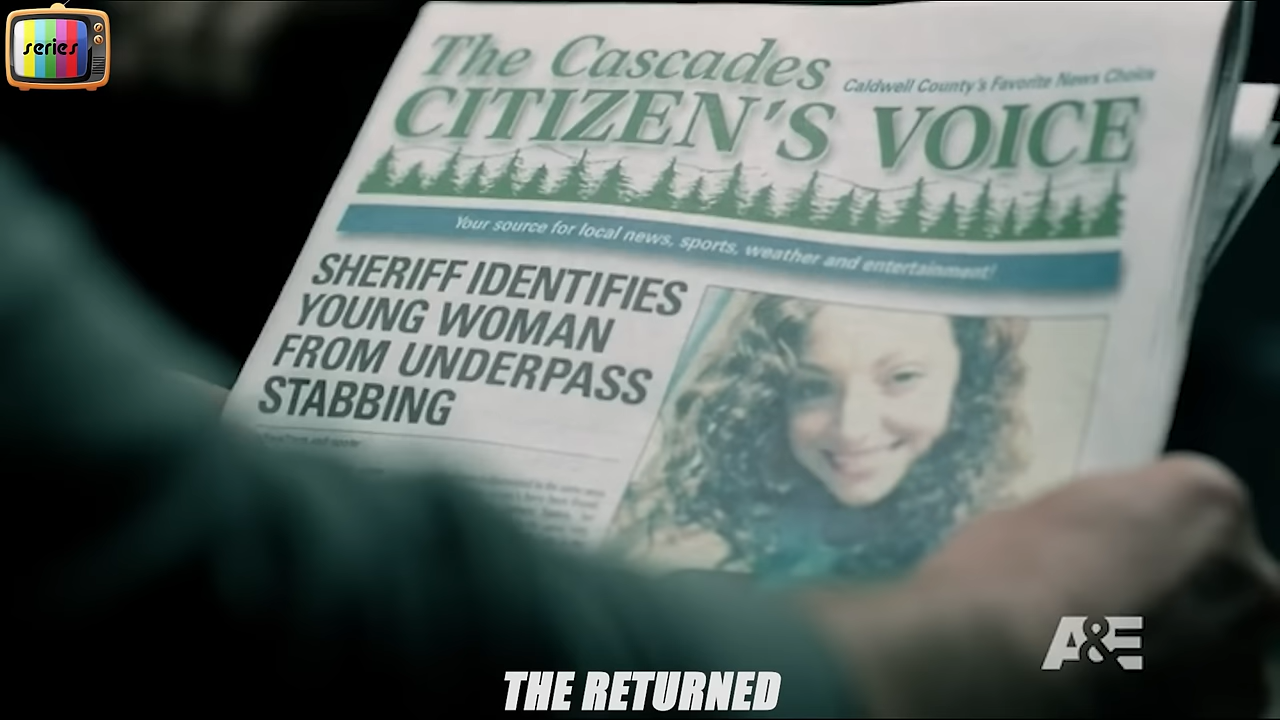 series
The Cascades
Caldwell County's Favorite News Choice
CITIZEN'S VOICE
Your source for local news, sports, weather and entertainment!
SHERIFF IDENTIFIES
YOUNG WOMAN
FROM UNDERPASS
STABBING
A&E
THE RETURNED